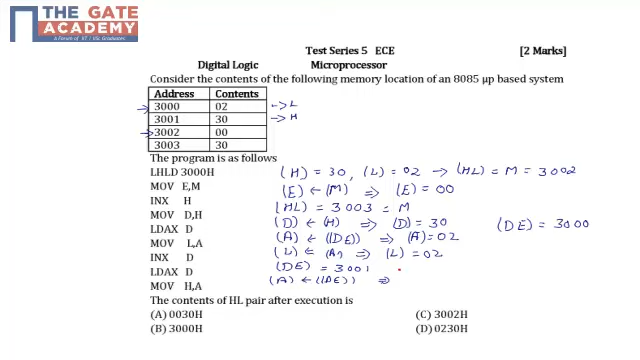 THE GATE
ACADEMY
A Forum of IIT / IISc Graduates
Test Series 5 ECE [2 Marks]
Digital Logic Microprocessor
Consider the contents of the following memory location of an 8085 μp based system
Address Contents
→ 3000 02 --> L
3001 30 --> H
→ 3002 00
3003 30
The program is as follows
LHLD 3000H (H) = 30, (L) = 02 → (HL) = M = 3002
MOV E,M (E) ← (M) ⇒ (E) = 00
INX H (HL) = 3003 = M
MOV D,H (D) ← (H) ⇒ (D) = 30 (DE) = 3000
LDAX D (A) ← ((DE)) ⇒ (A) = 02
MOV L,A (L) ← (A) ⇒ (L) = 02
INX D (DE) = 3001
LDAX D (A) ← ((DE)) ⇒
MOV H,A
The contents of HL pair after execution is
(A) 0030H (C) 3002H
(B) 3000H (D) 0230H